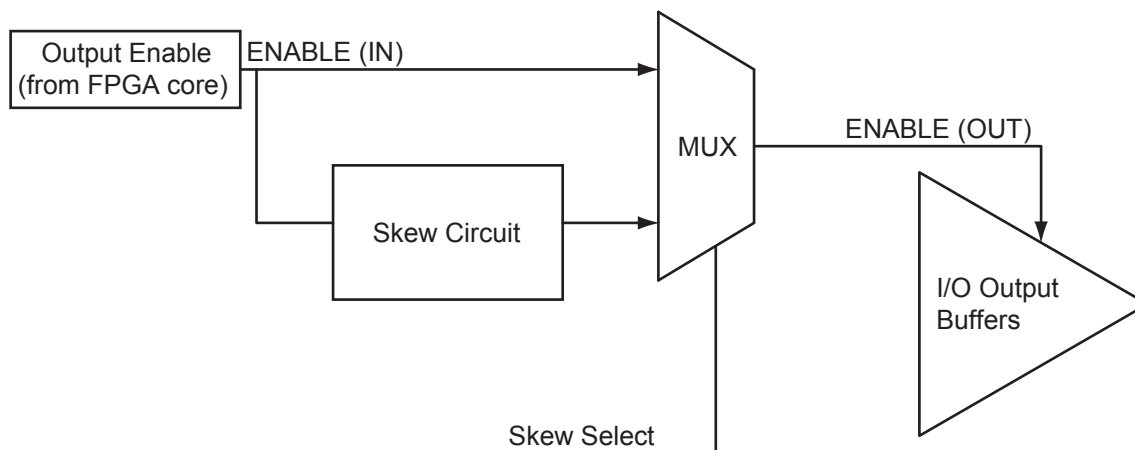 Output Enable
(from FPGA core)
ENABLE (IN)
MUX
ENABLE (OUT)
Skew Circuit
I/O Output
Buffers
Skew Select